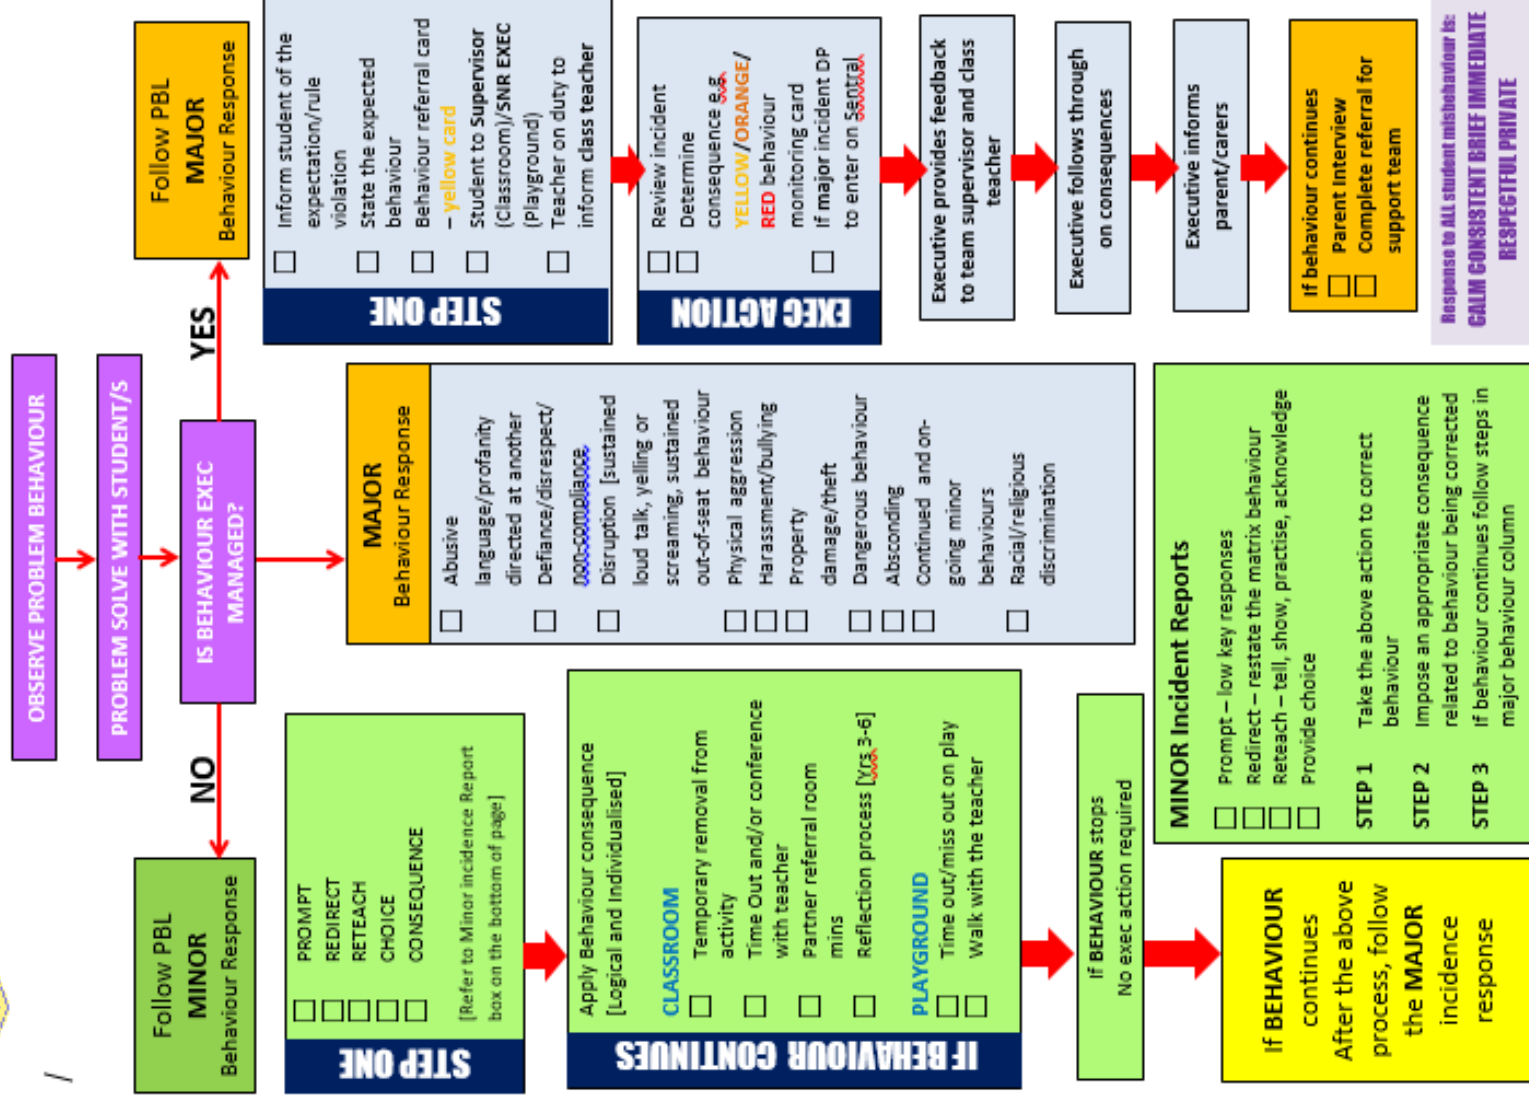 OBSERVE PROBLEM BEHAVIOUR
PROBLEM SOLVE WITH STUDENT/S
IS BEHAVIOUR EXEC
MANAGED?
NO
YES
Follow PBL
MINOR
Behaviour Response
STEP ONE
PROMPT
REDIRECT
RETEACH
CHOICE
CONSEQUENCE
[Refer to Minor incidence Report
box on the bottom of page]
IF BEHAVIOUR CONTINUES
Apply Behaviour consequence
[Logical and Individualised]
CLASSROOM
Temporary removal from
activity
Time Out and/or conference
with teacher
Partner referral room
mins
Reflection process [Yrs 3-6]
PLAYGROUND
Time out/miss out on play
Walk with the teacher
If BEHAVIOUR stops
No exec action required
If BEHAVIOUR
continues
After the above
process, follow
the MAJOR
incidence
response
MAJOR
Behaviour Response
Abusive
language/profanity
directed at another
Defiance/disrespect/
non-compliance
Disruption [sustained
loud talk, yelling or
screaming, sustained
out-of-seat behaviour
Physical aggression
Harassment/bullying
Property
damage/theft
Dangerous behaviour
Absconding
Continued and on-
going minor
behaviours
Racial/religious
discrimination
MINOR Incident Reports
Prompt – low key responses
Redirect – restate the matrix behaviour
Reteach – tell, show, practise, acknowledge
Provide choice
STEP 1 Take the above action to correct
behaviour
STEP 2 Impose an appropriate consequence
related to behaviour being corrected
STEP 3 If behaviour continues follow steps in
major behaviour column
Follow PBL
MAJOR
Behaviour Response
STEP ONE
Inform student of the
expectation/rule
violation
State the expected
behaviour
Behaviour referral card
– yellow card
Student to Supervisor
(Classroom)/SNR EXEC
(Playground)
Teacher on duty to
inform class teacher
EXEC ACTION
Review incident
Determine
consequence e.g.
YELLOW/ORANGE/
RED behaviour
monitoring card
If major incident DP
to enter on Sentral
Executive provides feedback
to team supervisor and class
teacher
Executive follows through
on consequences
Executive informs
parent/carers
If behaviour continues
Parent Interview
Complete referral for
support team
Response to ALL student misbehaviour is:
CALM CONSISTENT BRIEF IMMEDIATE
RESPECTFUL PRIVATE